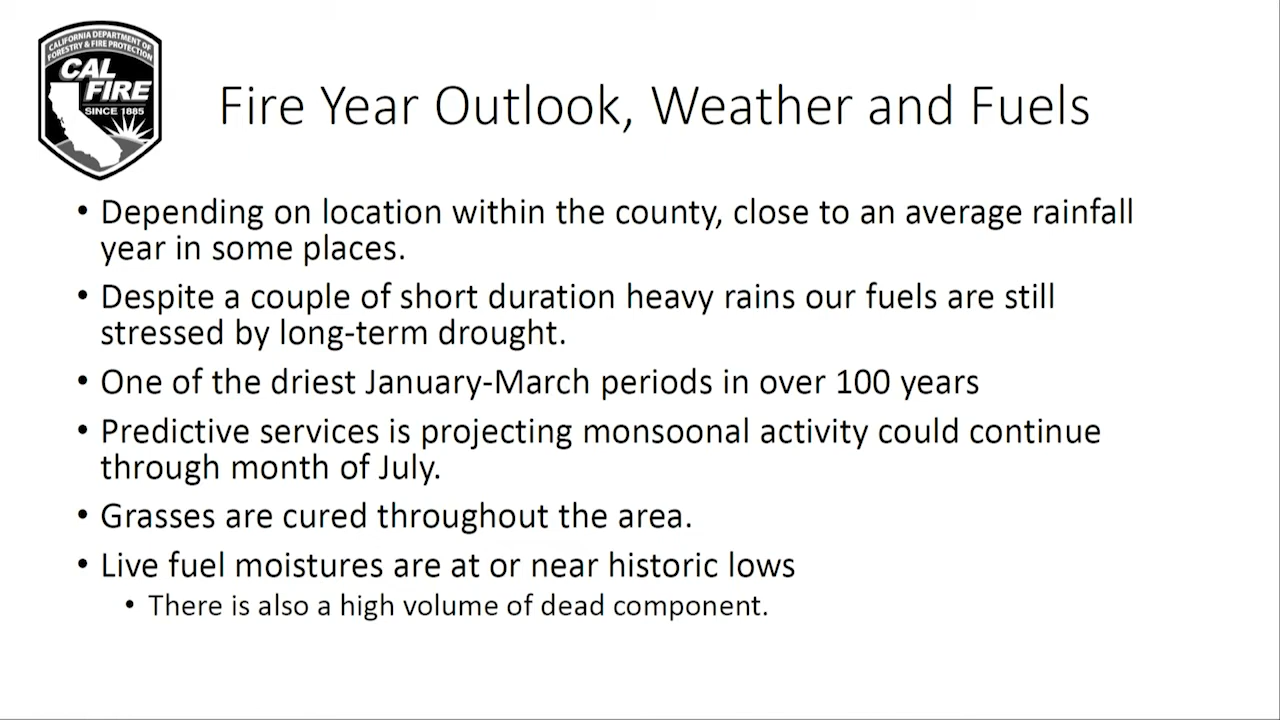 CALIFORNIA DEPARTMENT OF
FORESTRY & FIRE PROTECTION
CAL
FIRE
SINCE 1885
Fire Year Outlook, Weather and Fuels
• Depending on location within the county, close to an average rainfall
year in some places.
• Despite a couple of short duration heavy rains our fuels are still
stressed by long-term drought.
• One of the driest January-March periods in over 100 years
• Predictive services is projecting monsoonal activity could continue
through month of July.
• Grasses are cured throughout the area.
• Live fuel moistures are at or near historic lows
• There is also a high volume of dead component.